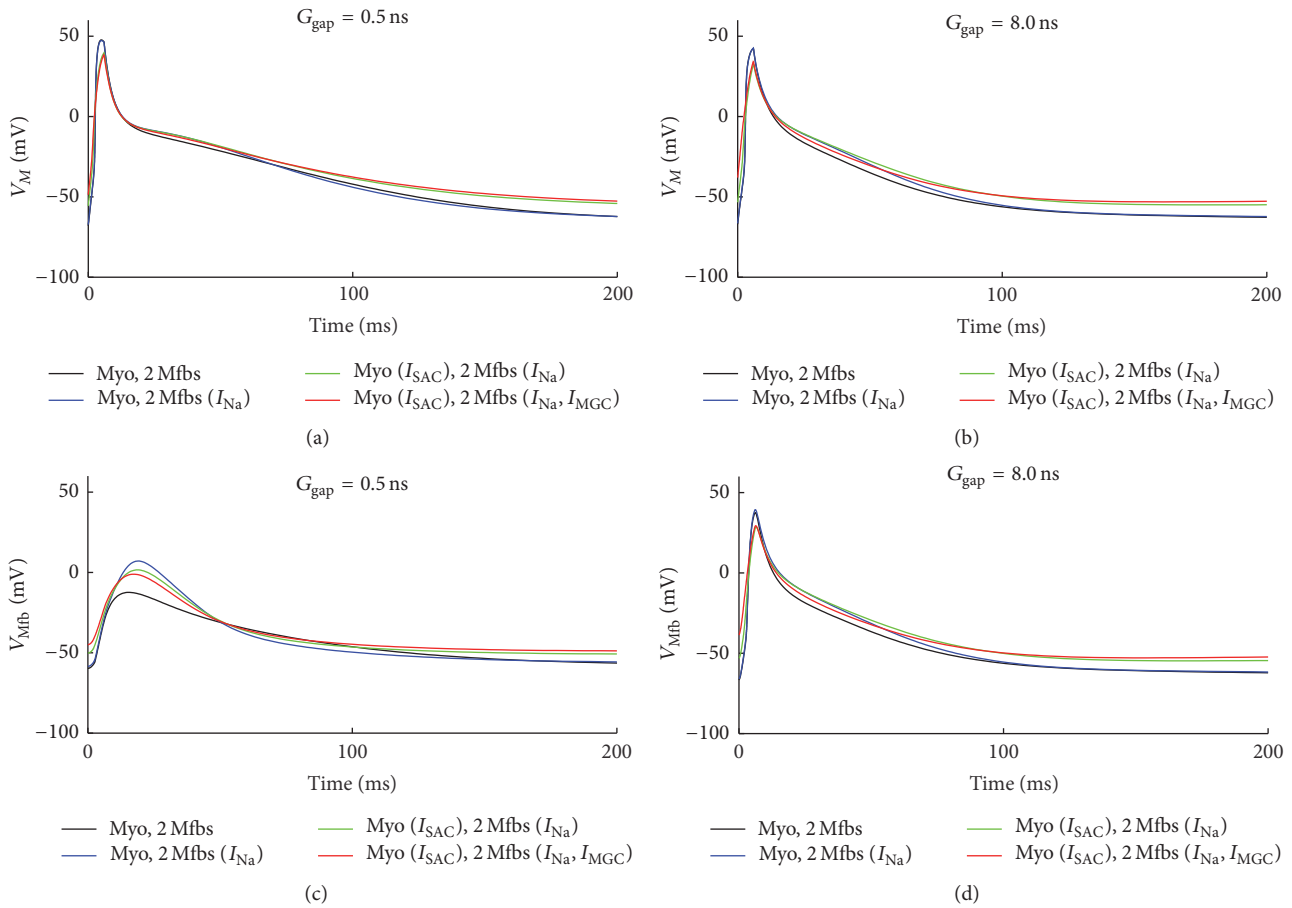 G_gap = 0.5 ns
50
0
−50
−100
V_M (mV)
0
100
200
Time (ms)
Myo, 2 Mfbs
Myo, 2 Mfbs (I_Na)
Myo (I_SAC), 2 Mfbs (I_Na)
Myo (I_SAC), 2 Mfbs (I_Na, I_MGC)
(a)
G_gap = 8.0 ns
50
0
−50
−100
V_M (mV)
0
100
200
Time (ms)
Myo, 2 Mfbs
Myo, 2 Mfbs (I_Na)
Myo (I_SAC), 2 Mfbs (I_Na)
Myo (I_SAC), 2 Mfbs (I_Na, I_MGC)
(b)
G_gap = 0.5 ns
50
0
−50
−100
V_Mfb (mV)
0
100
200
Time (ms)
Myo, 2 Mfbs
Myo, 2 Mfbs (I_Na)
Myo (I_SAC), 2 Mfbs (I_Na)
Myo (I_SAC), 2 Mfbs (I_Na, I_MGC)
(c)
G_gap = 8.0 ns
50
0
−50
−100
V_Mfb (mV)
0
100
200
Time (ms)
Myo, 2 Mfbs
Myo, 2 Mfbs (I_Na)
Myo (I_SAC), 2 Mfbs (I_Na)
Myo (I_SAC), 2 Mfbs (I_Na, I_MGC)
(d)